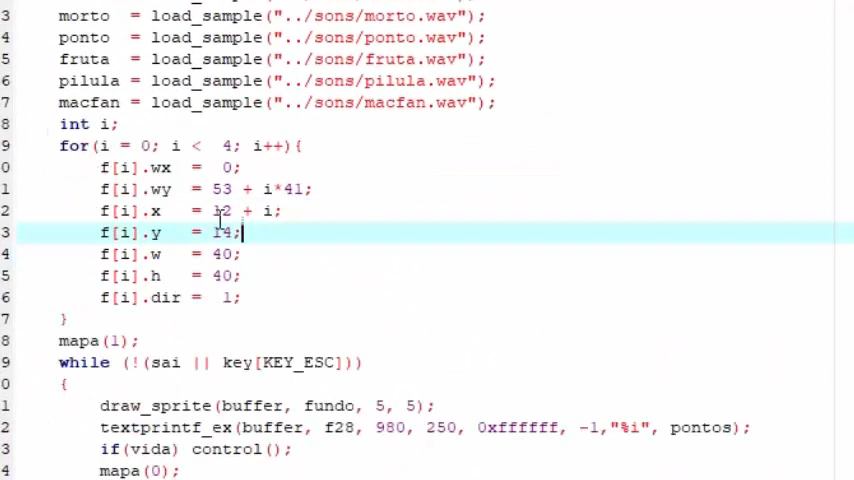 3 morto  = load_sample("../sons/morto.wav");
4 ponto  = load_sample("../sons/ponto.wav");
5 fruta  = load_sample("../sons/fruta.wav");
6 pilula = load_sample("../sons/pilula.wav");
7 macfan = load_sample("../sons/macfan.wav");
8 int i;
9 for(i = 0; i <  4; i++){
0 f[i].wx  =  0;
1 f[i].wy  = 53 + i*41;
2 f[i].x   = 12 + i;
3 f[i].y   = 14;
4 f[i].w   = 40;
5 f[i].h   = 40;
6 f[i].dir =  1;
7 }
8 mapa(1);
9 while (!(sai || key[KEY_ESC]))
0 {
1 draw_sprite(buffer, fundo, 5, 5);
2 textprintf_ex(buffer, f28, 980, 250, 0xffffff, -1,"%i", pontos);
3 if(vida) control();
4 mapa(0);